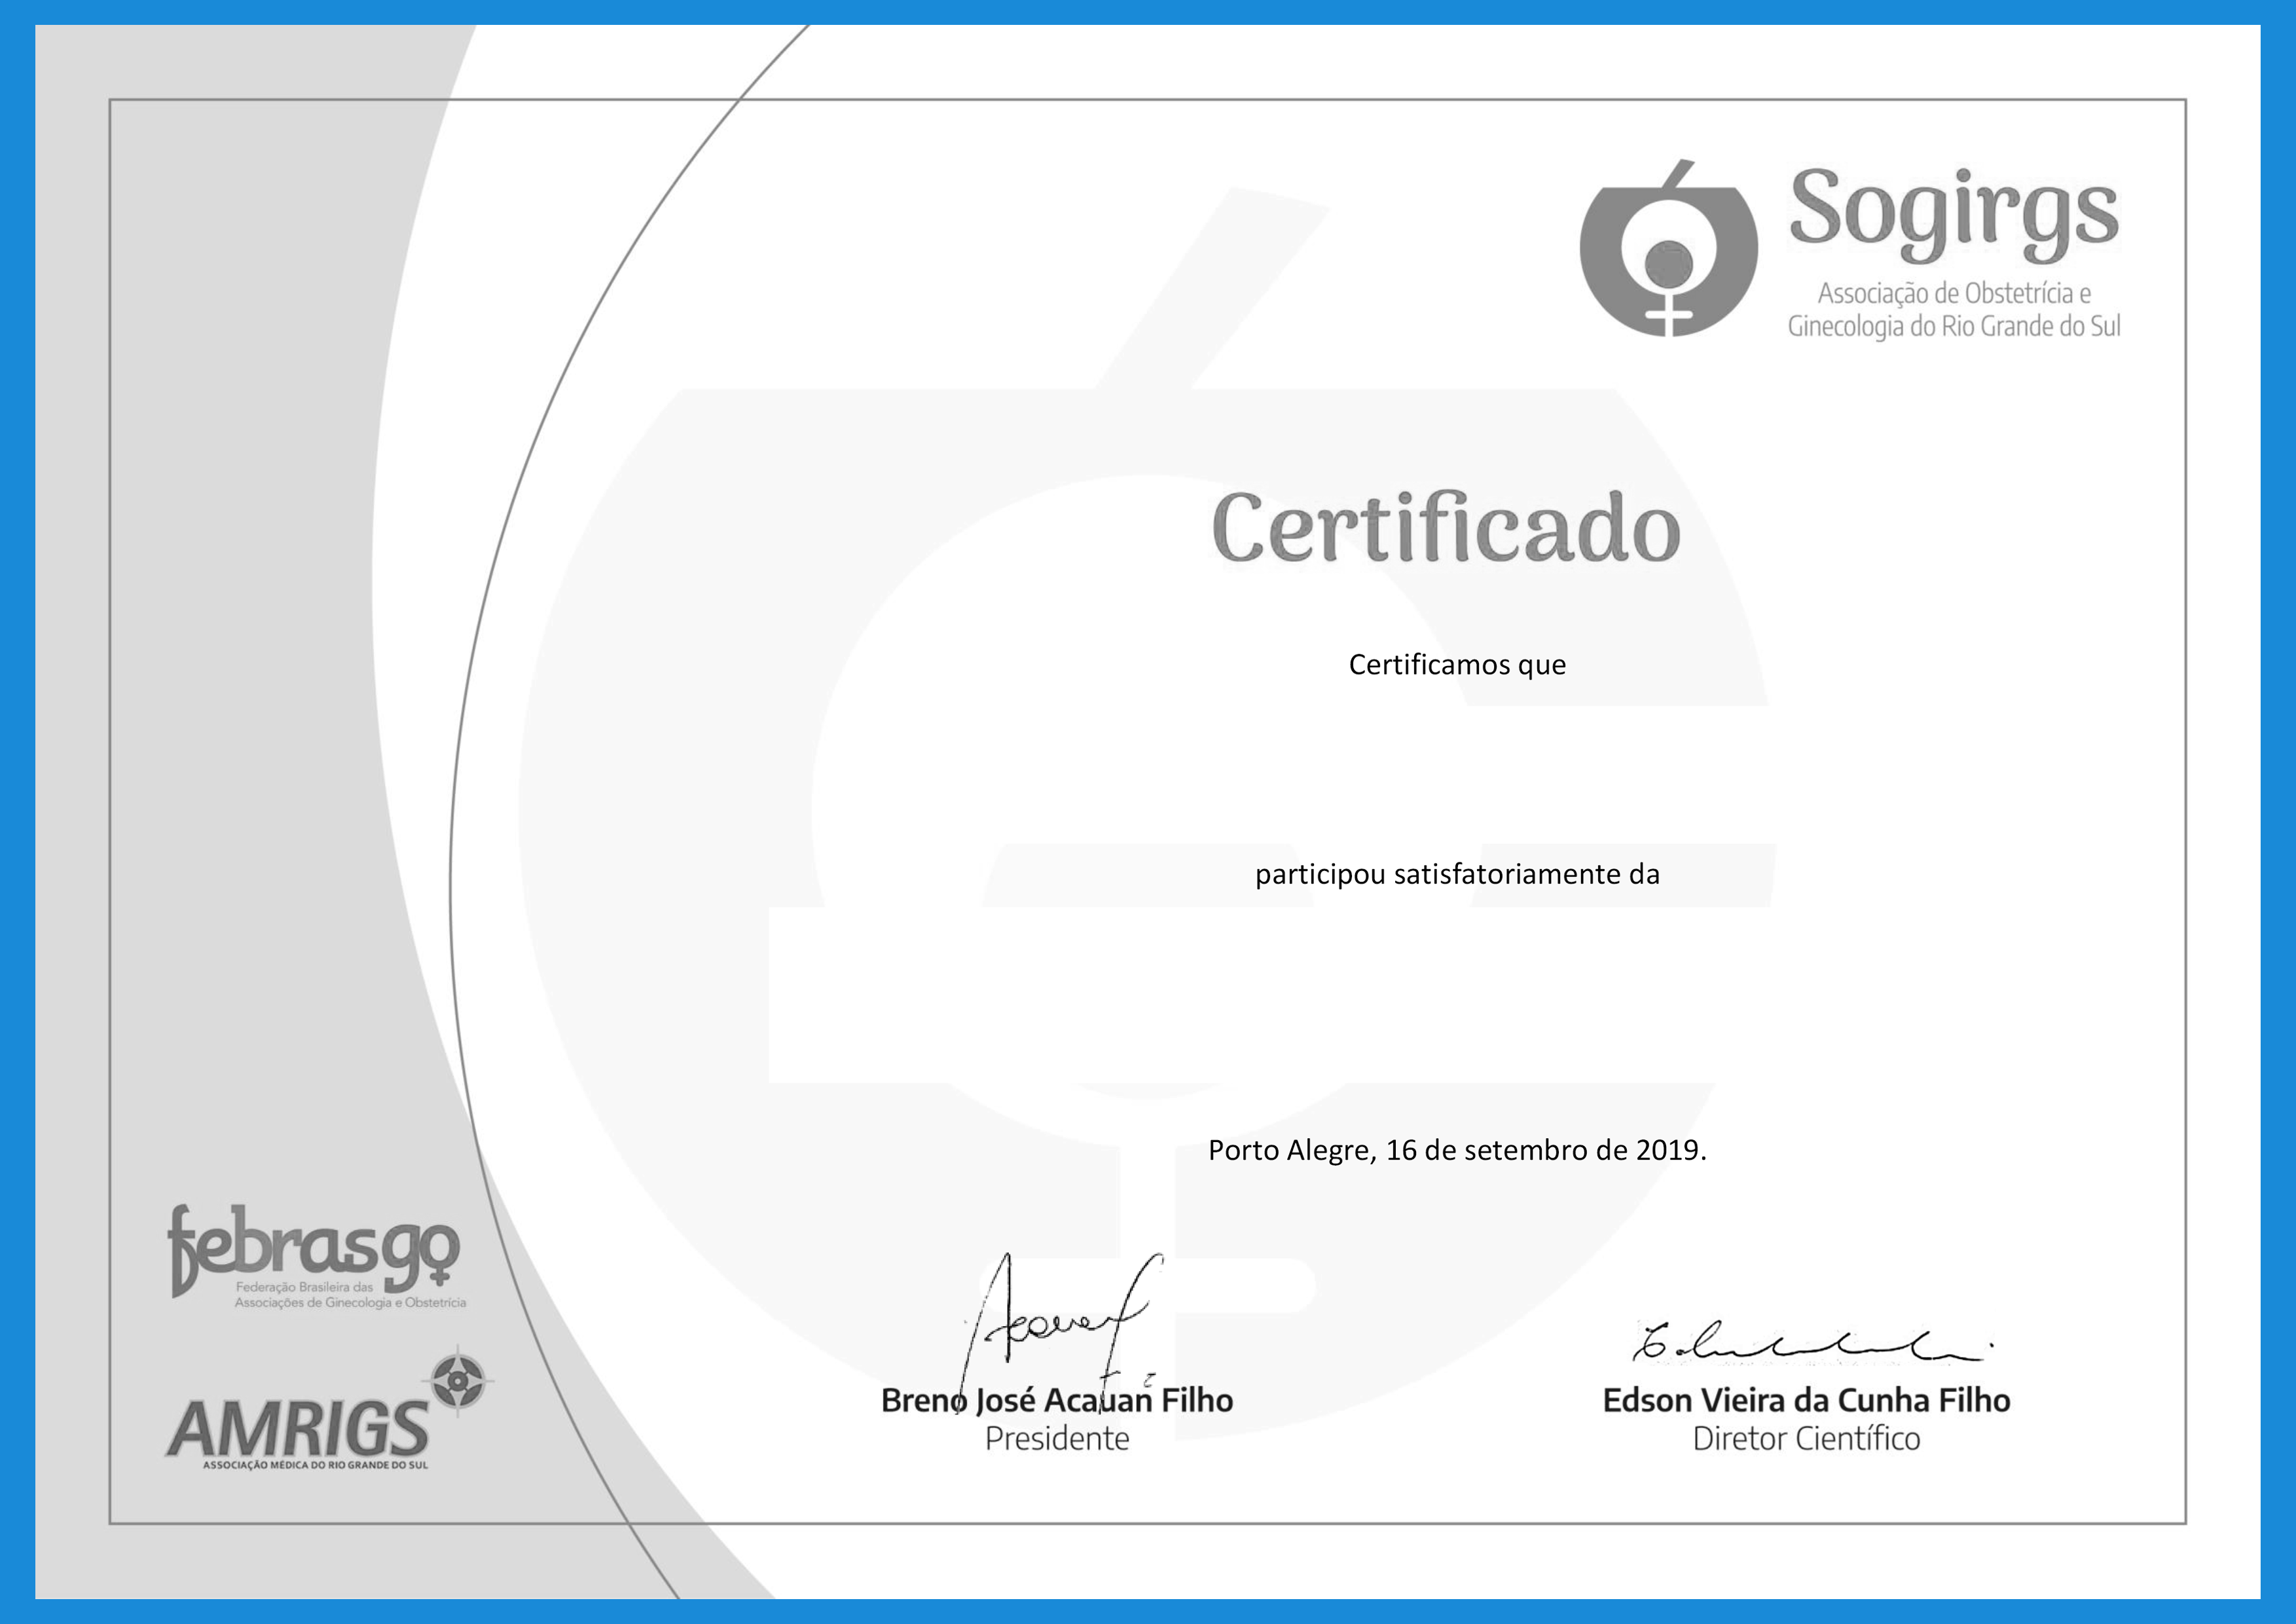 Sogirgs
Associação de Obstetrícia e
Ginecologia do Rio Grande do Sul
Certificado
Certificamos que
participou satisfatoriamente da
Porto Alegre, 16 de setembro de 2019.
febrasgo
Federação Brasileira das
Associações de Ginecologia e Obstetrícia
AMRIGS
ASSOCIAÇÃO MÉDICA DO RIO GRANDE DO SUL
Breno José Acauan Filho
Presidente
Edson Vieira da Cunha Filho
Diretor Científico